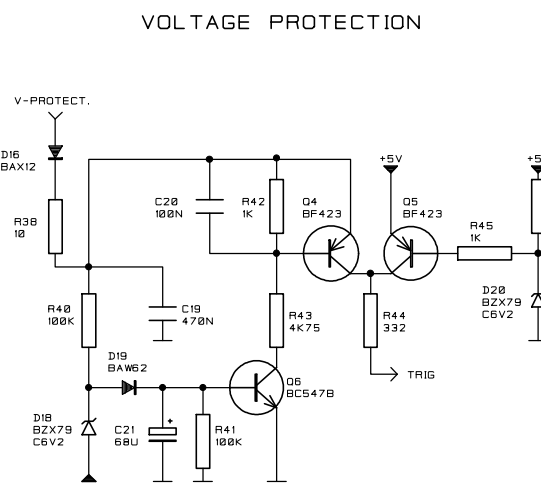 VOLTAGE PROTECTION
V-PROTECT.
D16
BAX12
R38
10
C20
100N
R42
1K
Q4
BF423
+5V
Q5
BF423
R45
1K
+5
R40
100K
C19
470N
R43
4K75
R44
332
D20
BZX79
C6V2
D19
BAW62
TRIG
Q6
BC547B
D18
BZX79
C6V2
C21
68U
+
R41
100K